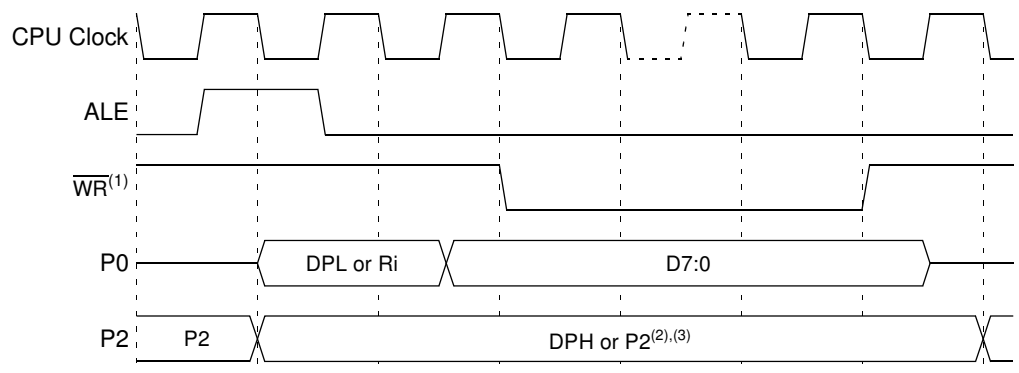 CPU Clock
ALE
WR(1)
P0 DPL or Ri D7:0
P2 P2 DPH or P2(2),(3)